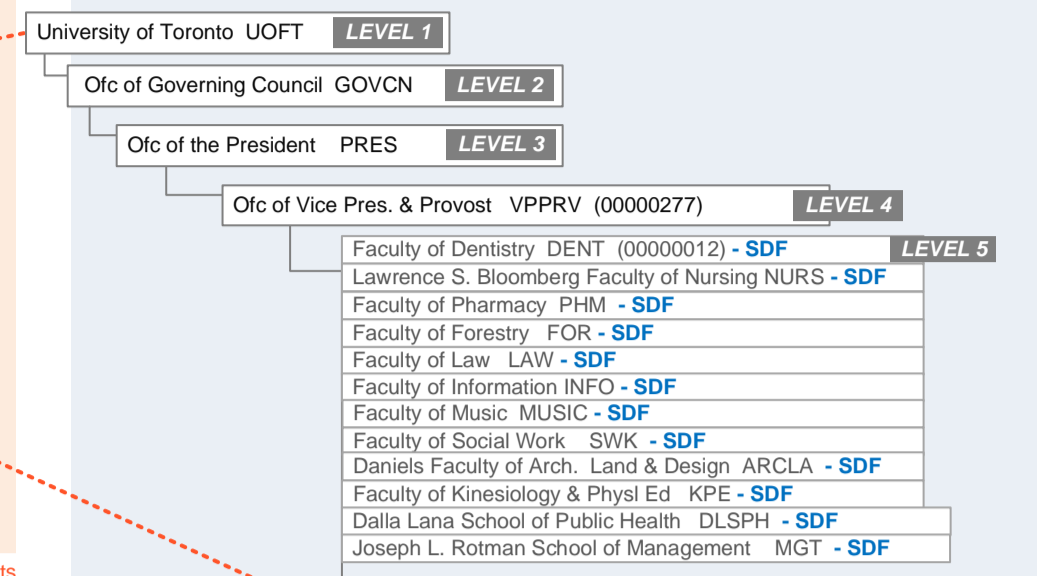 University of Toronto UOFT LEVEL 1
Ofc of Governing Council GOVCN LEVEL 2
Ofc of the President PRES LEVEL 3
Ofc of Vice Pres. & Provost VPPRV (00000277) LEVEL 4
Faculty of Dentistry DENT (00000012) - SDF LEVEL 5
Lawrence S. Bloomberg Faculty of Nursing NURS - SDF
Faculty of Pharmacy PHM - SDF
Faculty of Forestry FOR - SDF
Faculty of Law LAW - SDF
Faculty of Information INFO - SDF
Faculty of Music MUSIC - SDF
Faculty of Social Work SWK - SDF
Daniels Faculty of Arch. Land & Design ARCLA - SDF
Faculty of Kinesiology & Physl Ed KPE - SDF
Dalla Lana School of Public Health DLSPH - SDF
Joseph L. Rotman School of Management MGT - SDF